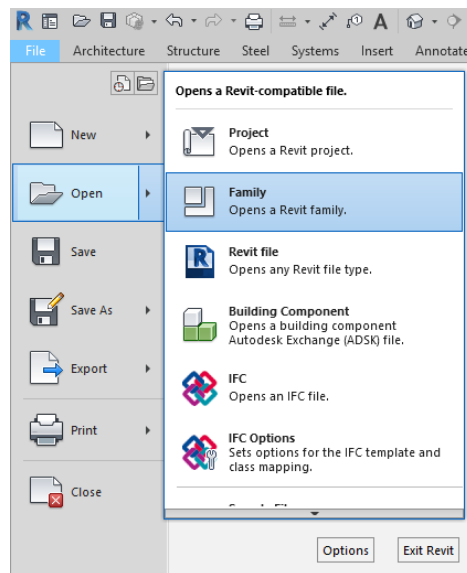 R A
File Architecture Structure Steel Systems Insert Annotate
Opens a Revit-compatible file.
New
Project
Opens a Revit project.
Open
Family
Opens a Revit family.
Save
R
Revit file
Opens any Revit file type.
Save As
Building Component
Opens a building component
Autodesk Exchange (ADSK) file.
Export
IFC
Opens an IFC file.
Print
IFC Options
Sets options for the IFC template and
class mapping.
Close
Options Exit Revit